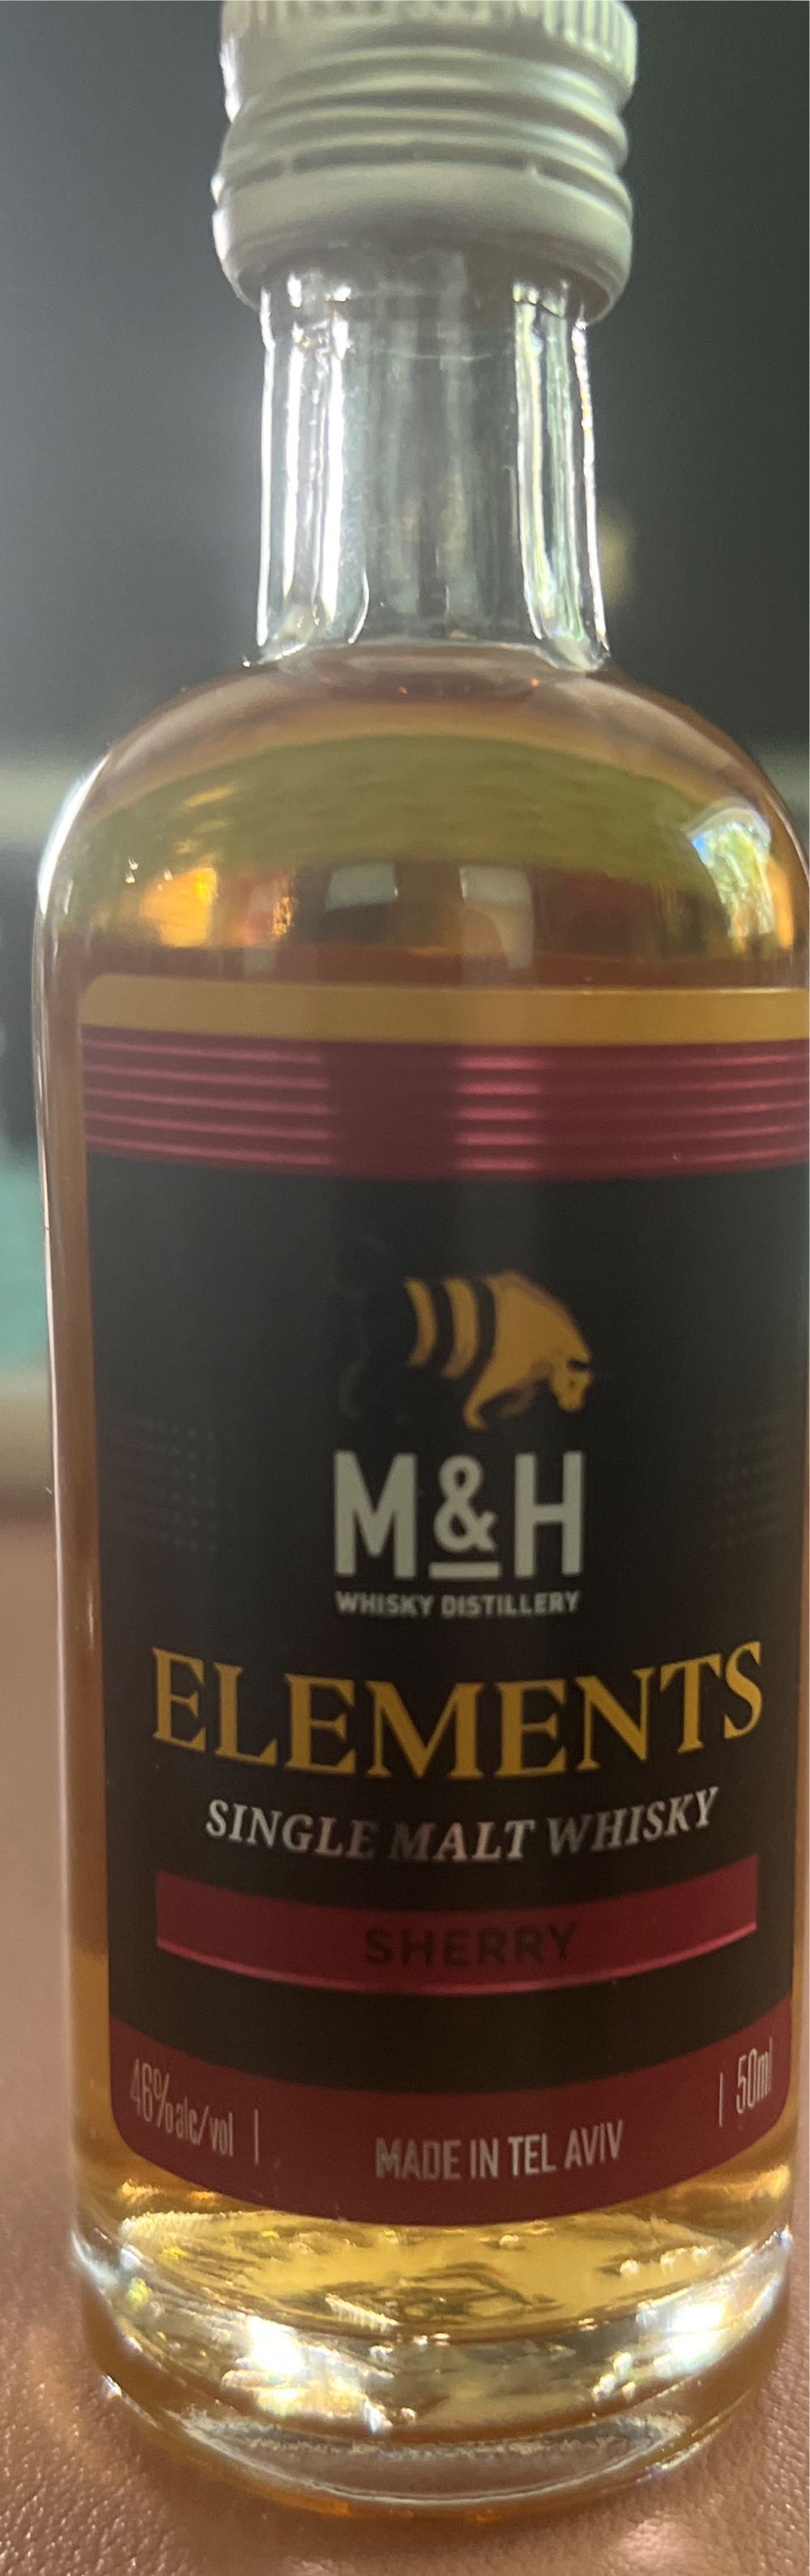 M&H
WHISKY DISTILLERY
ELEMENTS
SINGLE MALT WHISKY
SHERRY
46%alc/vol | MADE IN TEL AVIV | 50ml